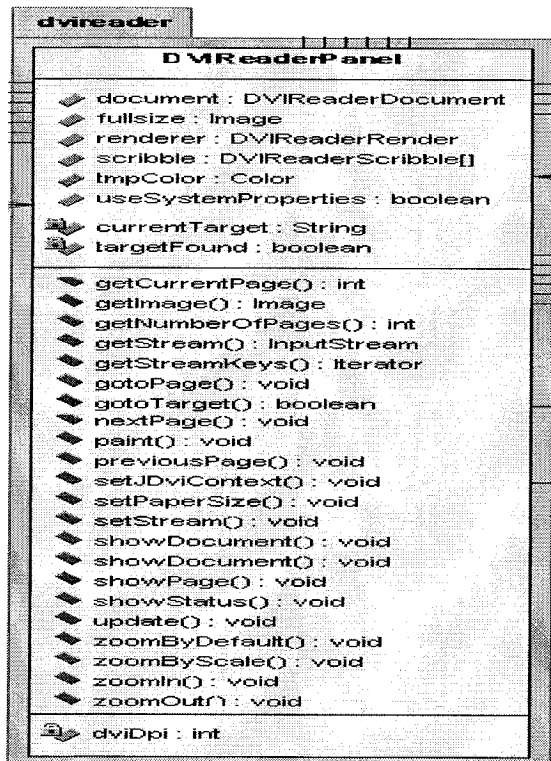 dvireader
DVIReaderPanel
document : DVIReaderDocument
fullsize : Image
renderer : DVIReaderRender
scribble : DVIReaderScribble[]
tmpColor : Color
useSystemProperties : boolean
currentTarget : String
targetFound : boolean
getCurrentPage() : int
getImage() : Image
getNumberOfPages() : int
getStream() : InputStream
getStreamKeys() : Iterator
gotoPage() : void
gotoTarget() : boolean
nextPage() : void
paint() : void
previousPage() : void
setJDviContext() : void
setPaperSize() : void
setStream() : void
showDocument() : void
showDocument() : void
showPage() : void
showStatus() : void
update() : void
zoomByDefault() : void
zoomByScale() : void
zoomIn() : void
zoomOut() : void
dviDpi : int